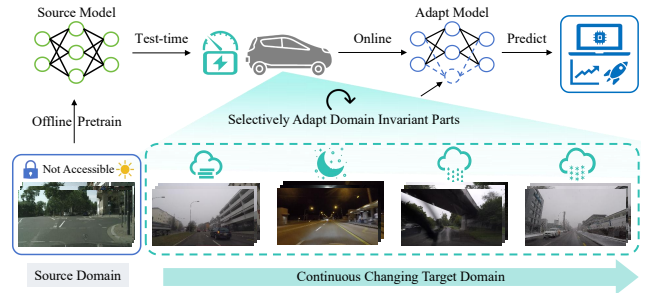 Source Model
Adapt Model
Test-time
Online
Predict
Offline Pretrain
Selectively Adapt Domain Invariant Parts
Not Accessible
Source Domain
Continuous Changing Target Domain